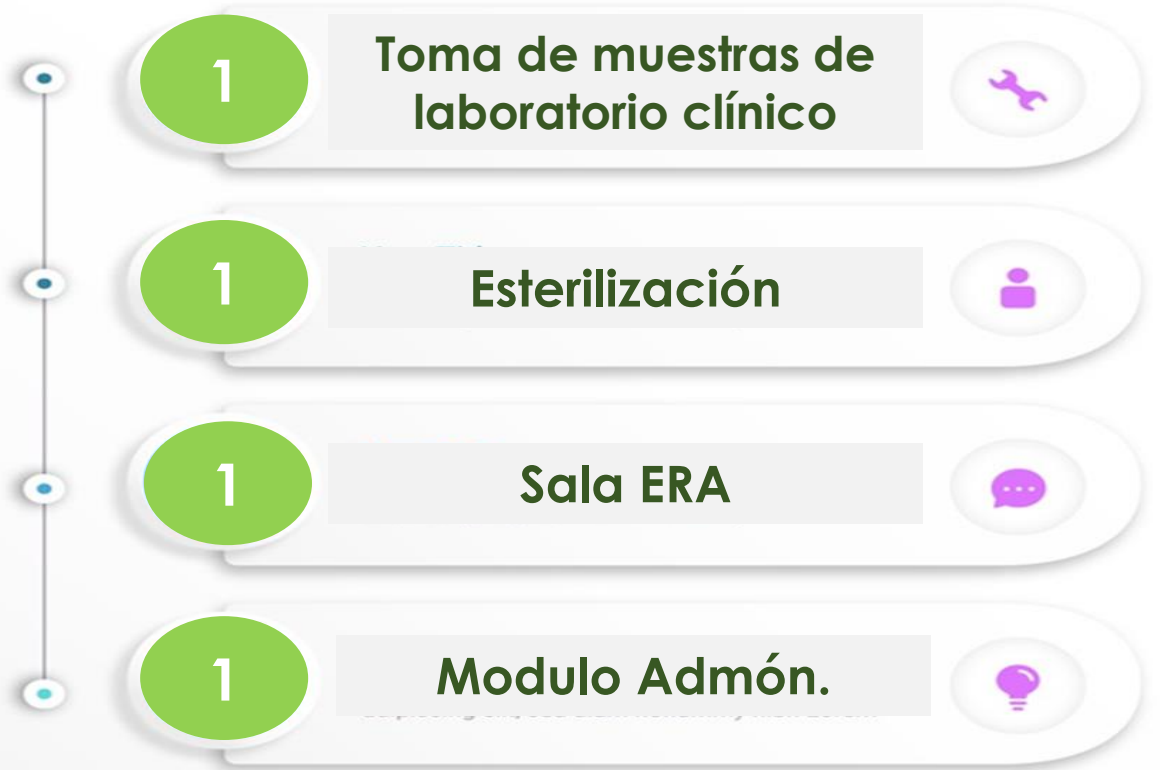 1
Toma de muestras de
laboratorio clínico
1
Esterilización
1
Sala ERA
1
Modulo Admón.